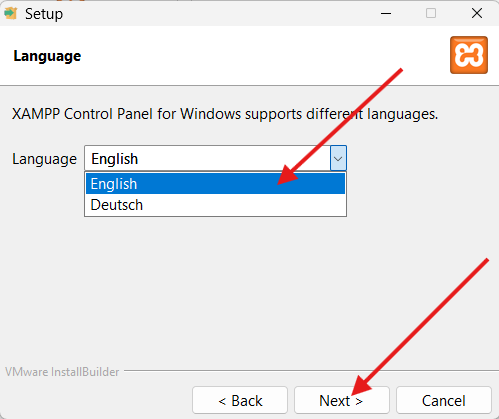 Setup
Language
XAMPP Control Panel for Windows supports different languages.
Language English
English
Deutsch
VMware InstallBuilder
< Back Next > Cancel